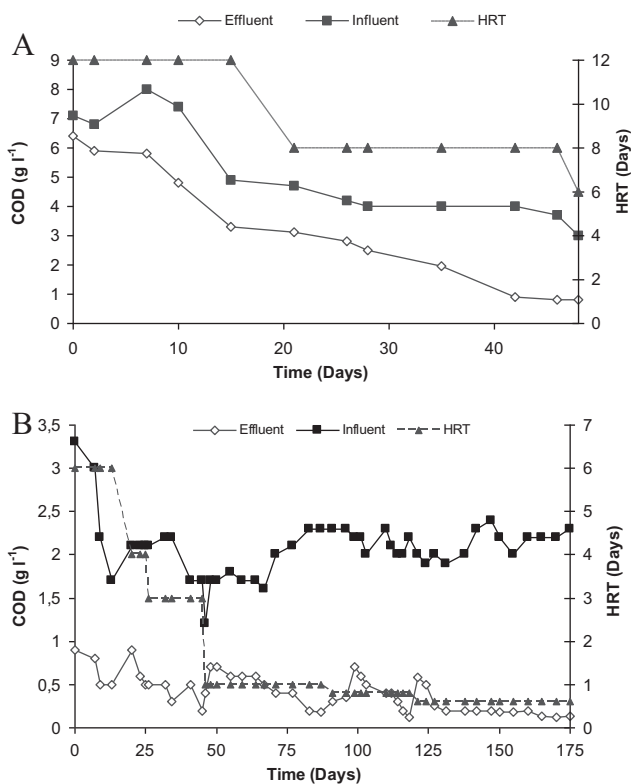 A
Effluent Influent HRT
COD (g l⁻¹)
9
8
7
6
5
4
3
2
1
0
12
10
8
6
4
2
0
HRT (Days)
0 10 20 30 40
Time (Days)
B
Effluent Influent HRT
COD (g l⁻¹)
3,5
3
2,5
2
1,5
1
0,5
0
7
6
5
4
3
2
1
0
HRT (Days)
0 25 50 75 100 125 150 175
Time (Days)